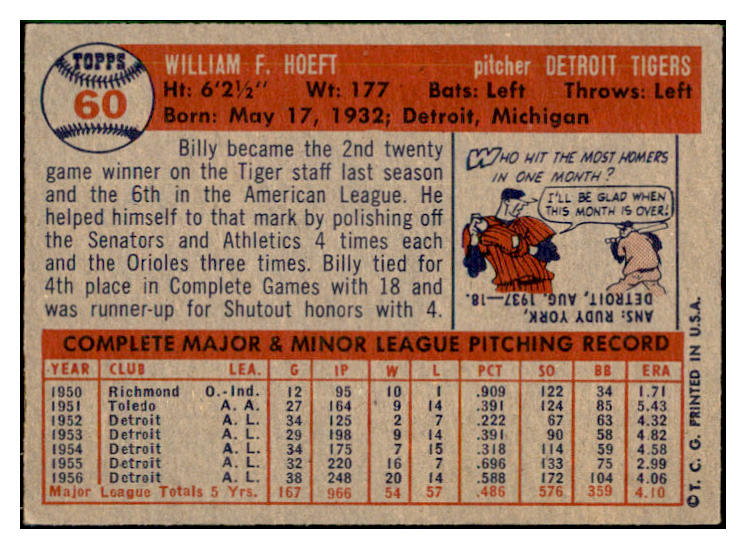 TOPPS
60
WILLIAM F. HOEFT pitcher DETROIT TIGERS
Ht: 6'2½" Wt: 177 Bats: Left Throws: Left
Born: May 17, 1932; Detroit, Michigan
Billy became the 2nd twenty
game winner on the Tiger staff last season
and the 6th in the American League. He
helped himself to that mark by polishing off
the Senators and Athletics 4 times each
and the Orioles three times. Billy tied for
4th place in Complete Games with 18 and
was runner-up for Shutout honors with 4.
WHO HIT THE MOST HOMERS
IN ONE MONTH?
I'LL BE GLAD WHEN
THIS MONTH IS OVER!
ANS: RUDY YORK,
DETROIT, AUG. 1937—18.
COMPLETE MAJOR & MINOR LEAGUE PITCHING RECORD
YEAR CLUB LEA. G IP W L PCT SO BB ERA
1950 Richmond O.-Ind. 12 95 10 1 .909 122 34 1.71
1951 Toledo A. A. 27 164 9 14 .391 124 85 5.43
1952 Detroit A. L. 34 125 2 7 .222 67 63 4.32
1953 Detroit A. L. 29 198 9 14 .391 90 58 4.82
1954 Detroit A. L. 34 175 7 15 .318 114 59 4.58
1955 Detroit A. L. 32 220 16 7 .696 133 75 2.99
1956 Detroit A. L. 38 248 20 14 .588 172 104 4.06
Major League Totals 5 Yrs. 167 966 54 57 .486 576 359 4.10
© T. C. G. PRINTED IN U.S.A.